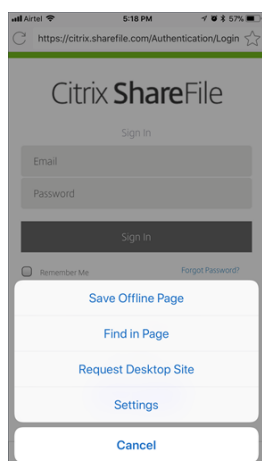 Airtel 5:18 PM 57%
https://citrix.sharefile.com/Authentication/Login
Citrix ShareFile
Sign In
Email
Password
Sign In
Remember Me Forgot Password?
Save Offline Page
Find in Page
Request Desktop Site
Settings
Cancel